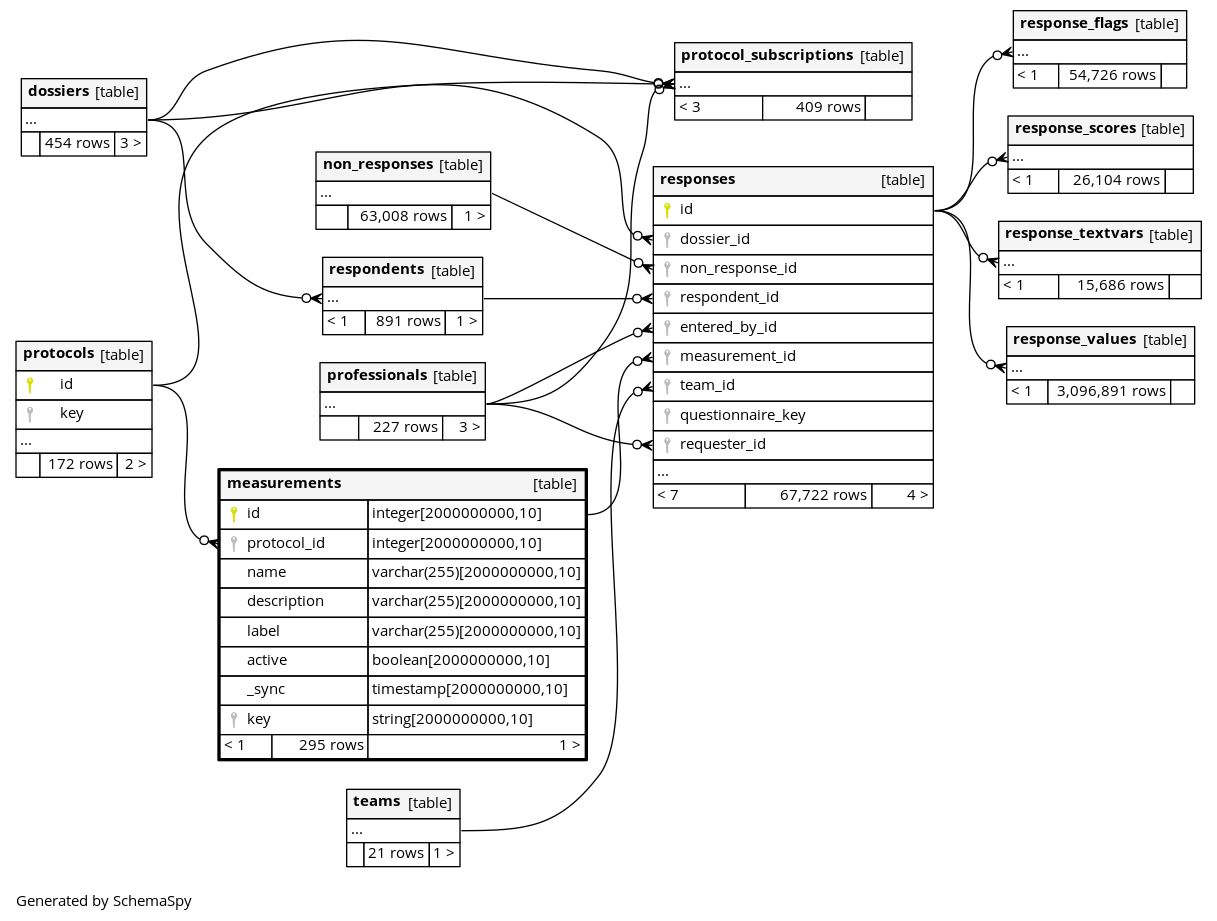 dossiers [table]
...
454 rows 3 >
protocols [table]
id
key
...
172 rows 2 >
non_responses [table]
...
63,008 rows 1 >
respondents [table]
...
< 1 891 rows 1 >
professionals [table]
...
227 rows 3 >
measurements [table]
id integer[2000000000,10]
protocol_id integer[2000000000,10]
name varchar(255)[2000000000,10]
description varchar(255)[2000000000,10]
label varchar(255)[2000000000,10]
active boolean[2000000000,10]
_sync timestamp[2000000000,10]
key string[2000000000,10]
< 1 295 rows 1 >
teams [table]
...
21 rows 1 >
protocol_subscriptions [table]
...
< 3 409 rows
responses [table]
id
dossier_id
non_response_id
respondent_id
entered_by_id
measurement_id
team_id
questionnaire_key
requester_id
...
< 7 67,722 rows 4 >
response_flags [table]
...
< 1 54,726 rows
response_scores [table]
...
< 1 26,104 rows
response_textvars [table]
...
< 1 15,686 rows
response_values [table]
...
< 1 3,096,891 rows
Generated by SchemaSpy